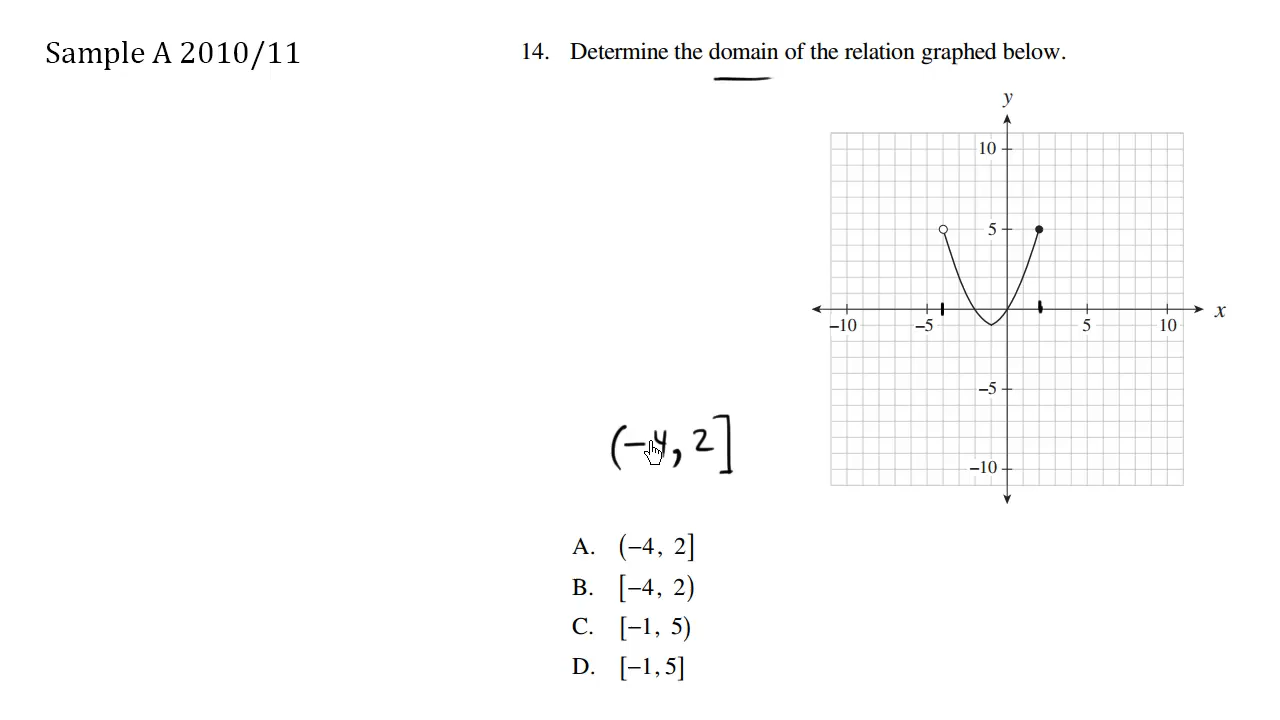 Sample A 2010/11
14. Determine the domain of the relation graphed below.
y
10
5
–10 –5 5 10 x
–5
–10
(–4, 2]
A. (–4, 2]
B. [–4, 2)
C. [–1, 5)
D. [–1, 5]